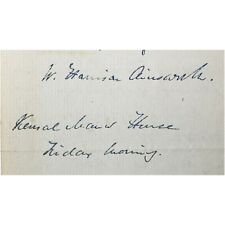 W. Harrison Ainsworth.
Kensal Manor House
Friday Morning.